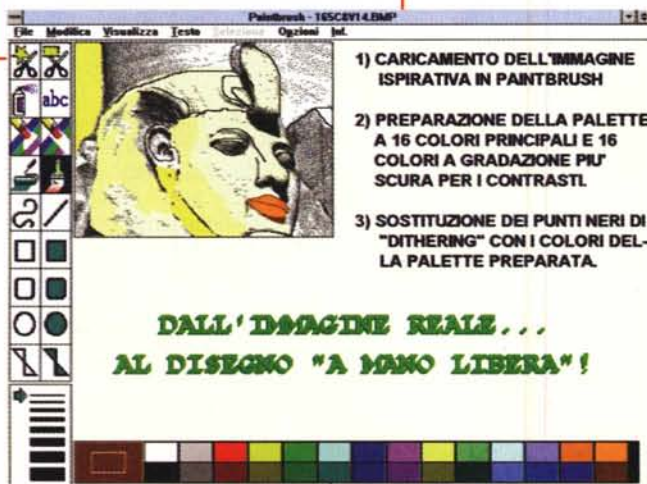 Paintbrush - 16SC8V14.BMP
File Modifica Visualizza Testo Selezione Opzioni Inf.
abc
1) CARICAMENTO DELL'IMMAGINE
ISPIRATIVA IN PAINTBRUSH
2) PREPARAZIONE DELLA PALETTE
A 16 COLORI PRINCIPALI E 16
COLORI A GRADAZIONE PIU'
SCURA PER I CONTRASTI.
3) SOSTITUZIONE DEI PUNTI NERI DI
"DITHERING" CON I COLORI DEL-
LA PALETTE PREPARATA.
DALL'IMMAGINE REALE...
AL DISEGNO "A MANO LIBERA"!